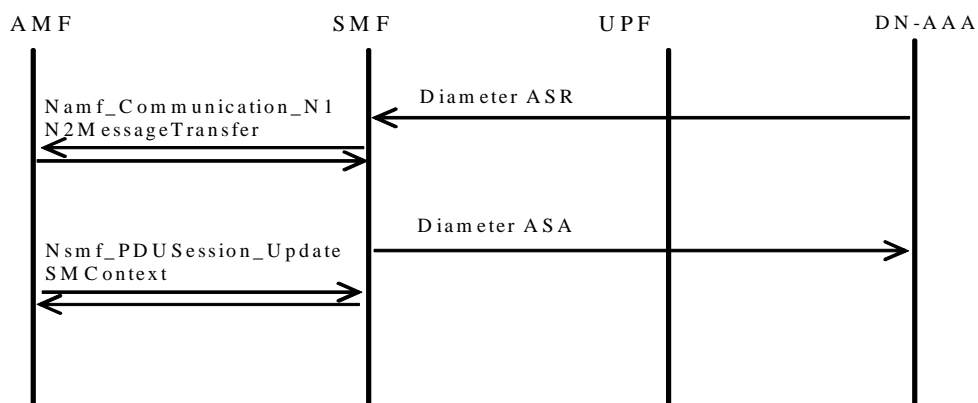 AMF SMF UPF DN-AAA
Diameter ASR
Namf_Communication_N1
N2MessageTransfer
Diameter ASA
Nsmf_PDUSession_Update
SMContext